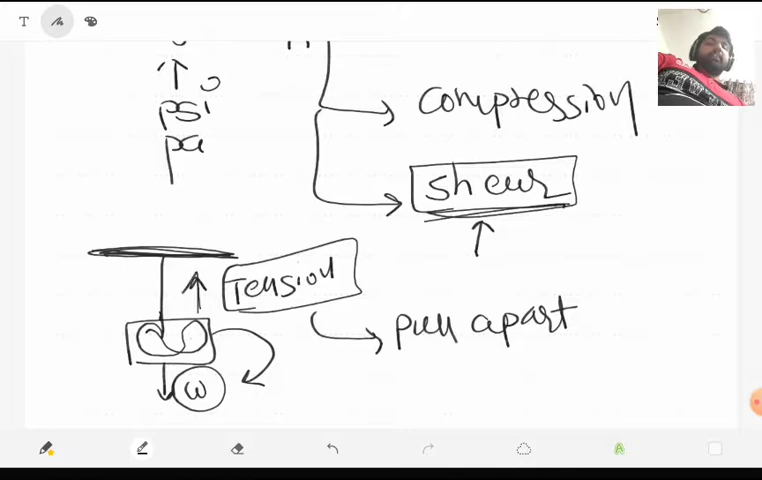 compression
psi
pa
shear
Tension
pull apart
W
T
A